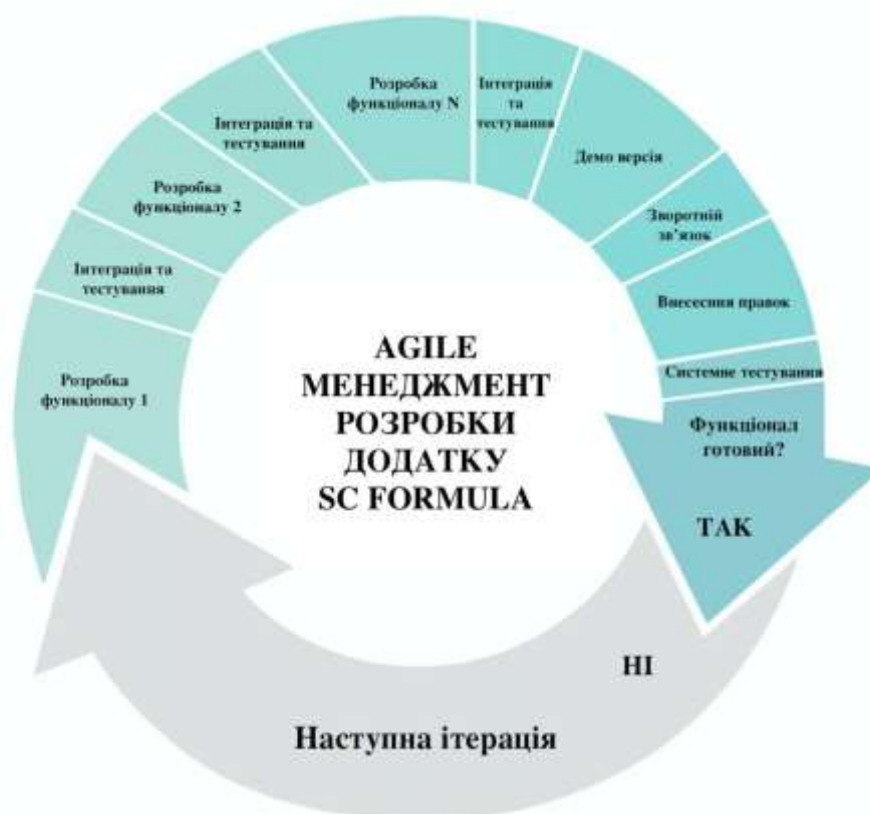 Розробка
функціоналу 1
Інтеграція та
тестування
Розробка
функціоналу 2
Інтеграція та
тестування
Розробка
функціоналу N
Інтеграція
та
тестування
Демо версія
Зворотній
зв'язок
Внесення правок
Системне тестування
Функціонал
готовий?
ТАК
НІ
Наступна ітерація
AGILE
МЕНЕДЖМЕНТ
РОЗРОБКИ
ДОДАТКУ
SC FORMULA